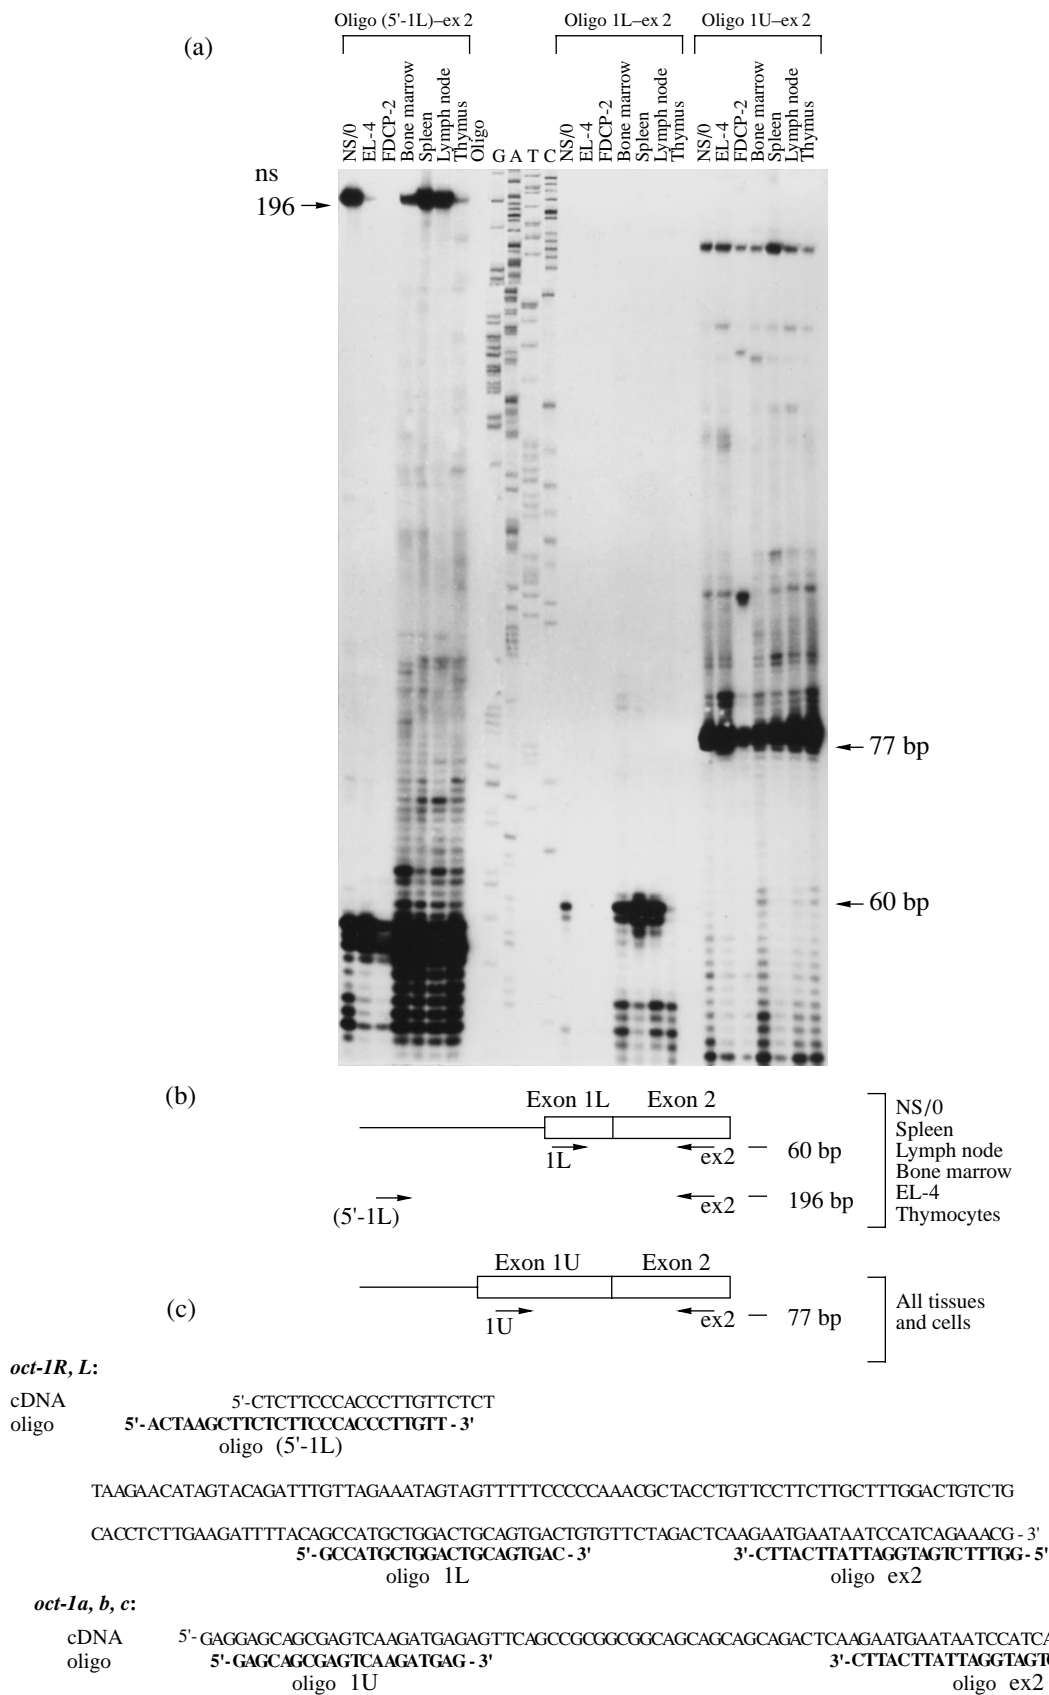 (a)
Oligo (5'-1L)–ex 2
Oligo 1L–ex 2
Oligo 1U–ex 2
NS/0
EL-4
FDCP-2
Bone marrow
Spleen
Lymph node
Thymus
Oligo
G A T C
NS/0
EL-4
FDCP-2
Bone marrow
Spleen
Lymph node
Thymus
NS/0
EL-4
FDCP-2
Bone marrow
Spleen
Lymph node
Thymus
ns
196
77 bp
60 bp
(b)
Exon 1L
Exon 2
1L
ex2
60 bp
(5'-1L)
ex2
196 bp
NS/0
Spleen
Lymph node
Bone marrow
EL-4
Thymocytes
Exon 1U
Exon 2
1U
ex2
77 bp
All tissues
and cells
(c)
oct-1R, L:
cDNA 5'-CTCTTCCCACCCTTGTTCTCT
oligo 5'-ACTAAGCTTCTCTTCCCACCCTTGTT-3'
oligo (5'-1L)
TAAGAACATAGTACAGATTTGTTAGAAATAGTAGTTTTTCCCCCAAACGCTACCTGTTCCTTCTTGCTTTGGACTGTCTG
CACCTCTTGAAGATTTTACAGCCATGCTGGACTGCAGTGACTGTGTTCTAGACTCAAGAATGAATAATCCATCAGAAACG-3'
5'-GCCATGCTGGACTGCAGTGAC-3' 3'-CTTACTTATTAGGTAGTCTTTGG-5'
oligo 1L oligo ex2
oct-1a, b, c:
cDNA 5'-GAGGAGCAGCGAGTCAAGATGAGAGTTCAGCCGCGGCGGCAGCAGCAGCAGACTCAAGAATGAATAATCCATCA
oligo 5'-GAGCAGCGAGTCAAGATGAG-3' 3'-CTTACTTATTAGGTAGT
oligo 1U oligo ex2